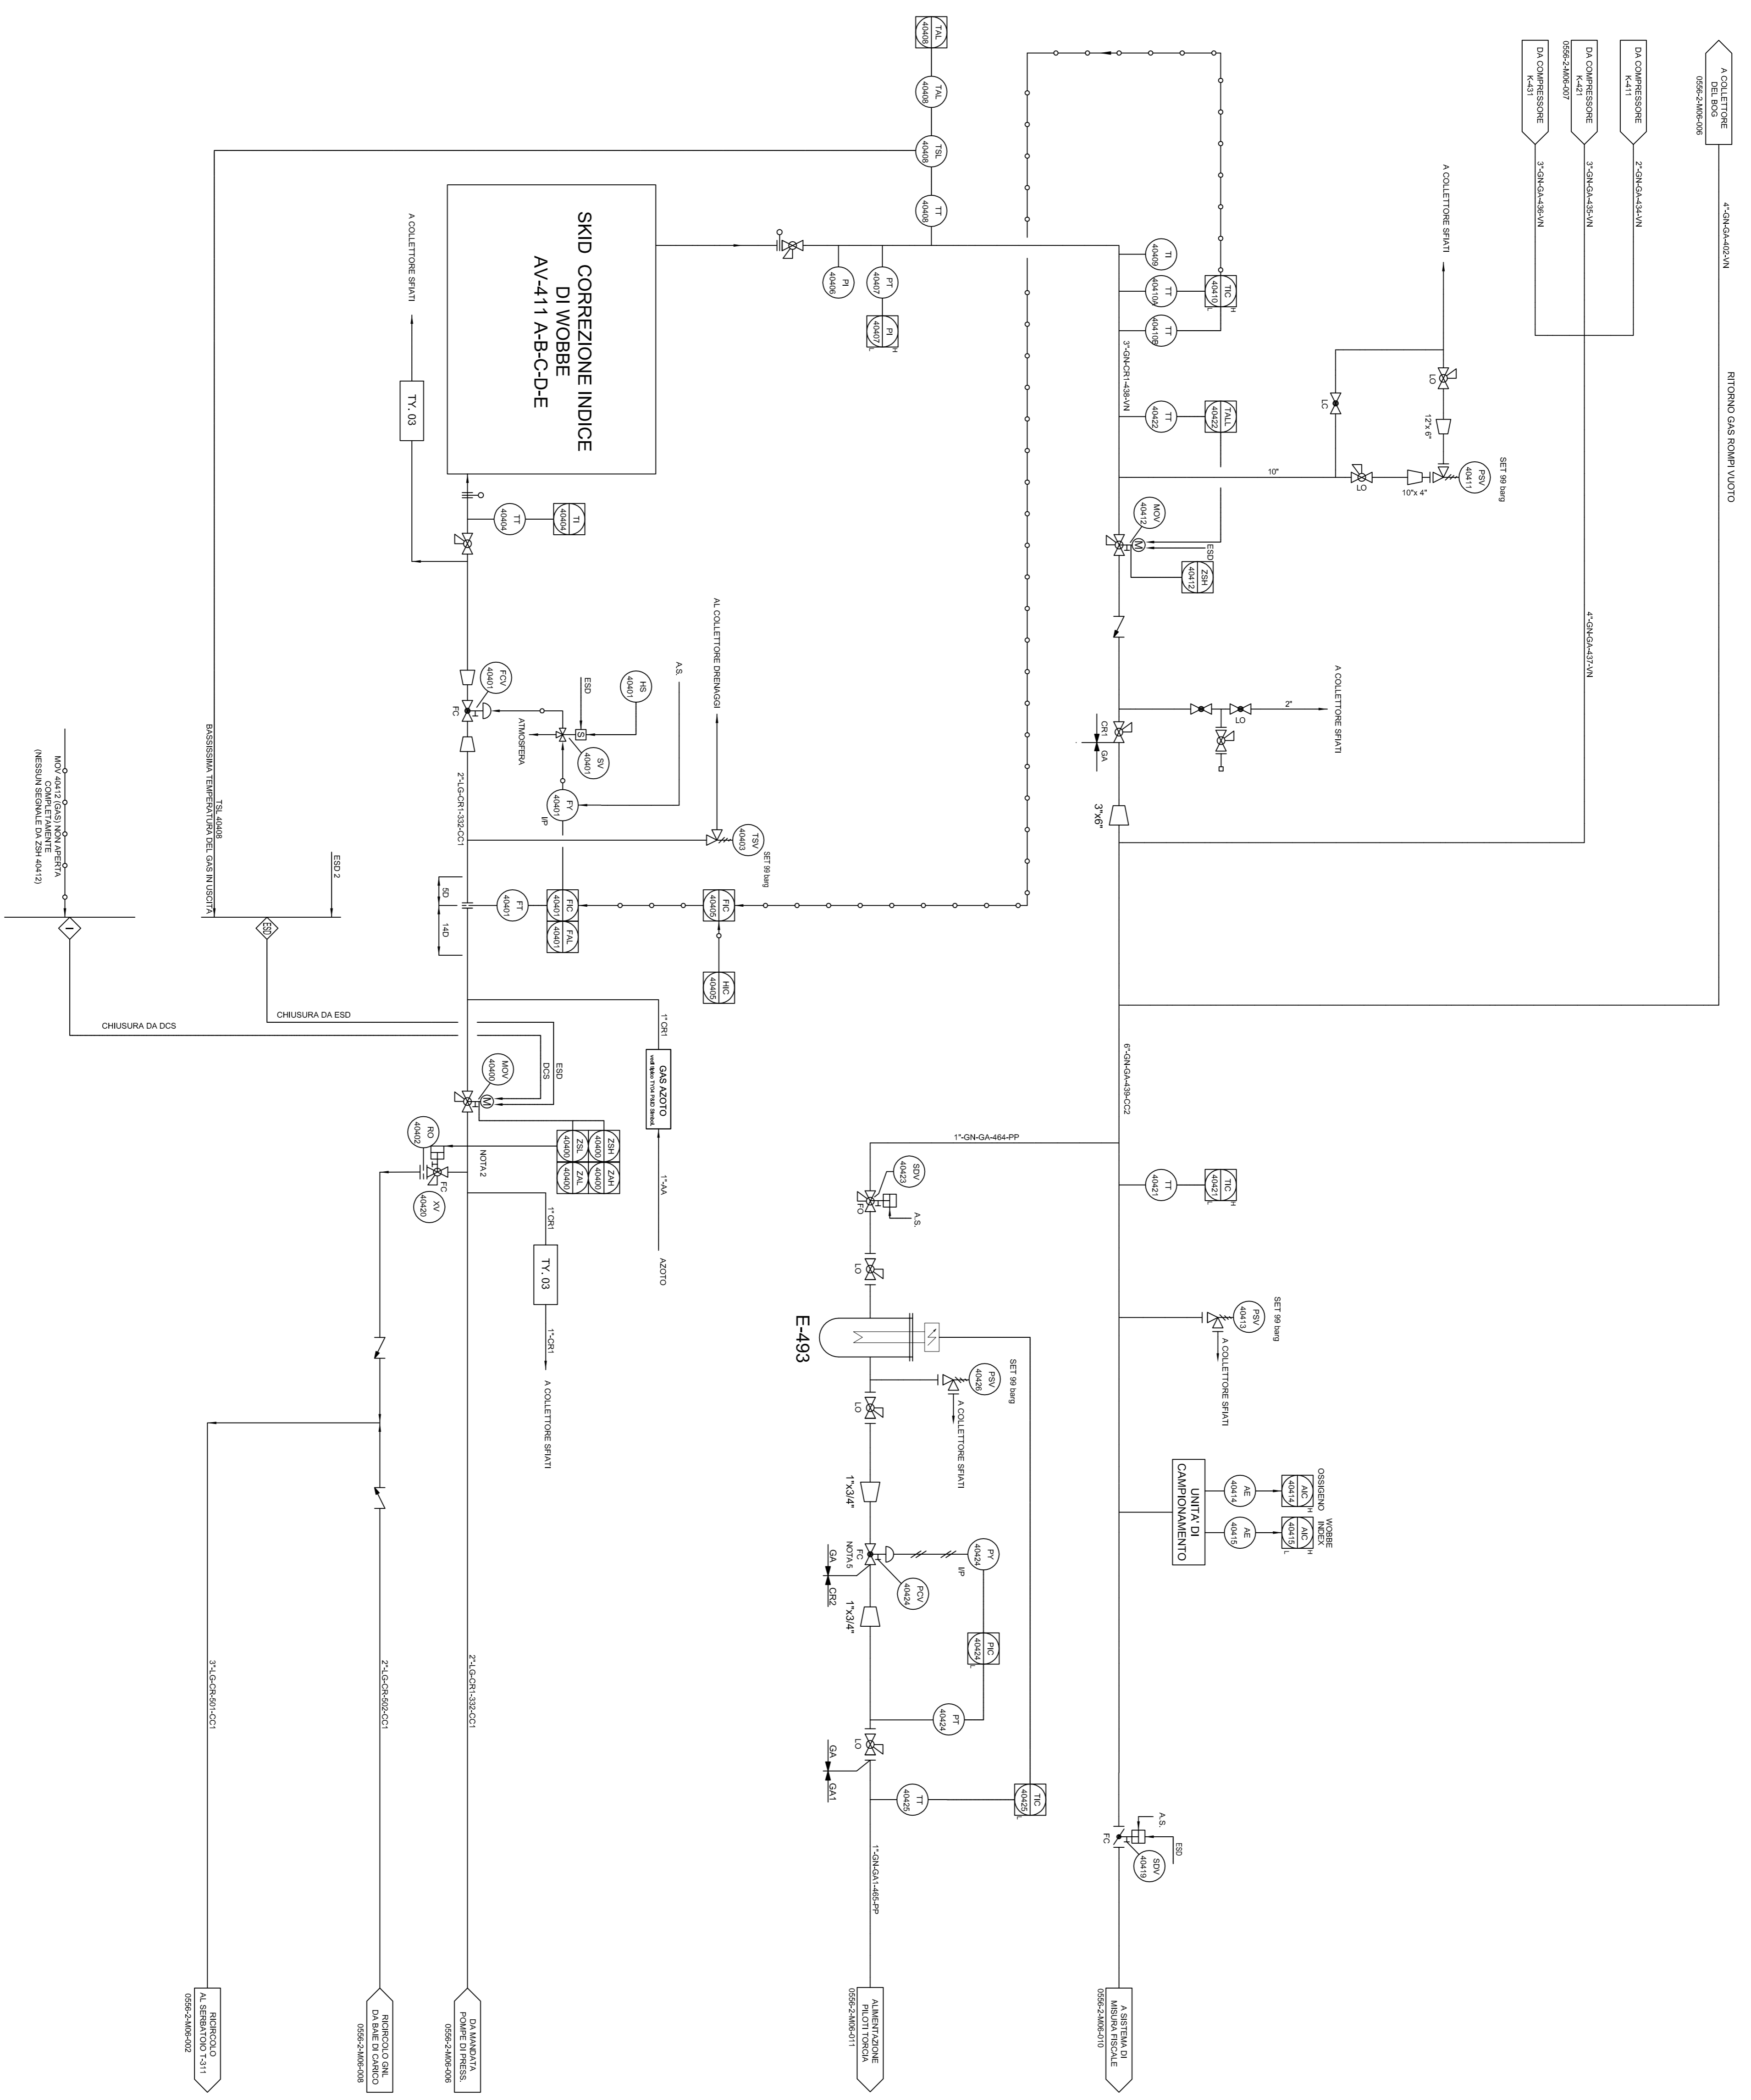 A COLLETTORE
DEL BOG
0556-2-M06-006
4"-GN-GA-402-VN
RITORNO GAS ROMPI VUOTO
DA COMPRESSORE
K-411
2"-GN-GA-434-VN
DA COMPRESSORE
K-421
0556-2-M06-007
3"-GN-GA-435-VN
DA COMPRESSORE
K-431
3"-GN-GA-436-VN
4"-GN-GA-437-VN
A COLLETTORE SFIATI
LO
12"x 6"
SET 99 barg
PSV
40411
LC
LO
10"x 4"
10"
TAL
40408
TAL
40408
TSL
40408
TT
40408
TIC
40410
H
L
TI
40409
TT
40410A
TT
40410B
3"-GN-CR1-438-VN
TALL
40422
TT
40422
MOV
40412
M
ESD
ZSH
40412
A COLLETTORE SFIATI
2"
LO
CR1
GA
3"x6"
6"-GN-GA-439-CC2
TIC
40421
H
L
TT
40421
SET 99 barg
PSV
40413
A COLLETTORE SFIATI
OSSIGENO
WOBBE
INDEX
AIC
40414
H
AIC
40415
H
L
AE
40414
AE
40415
UNITA' DI
CAMPIONAMENTO
A.S.
ESD
FC
SDV
40419
A SISTEMA DI
MISURA FISCALE
0556-2-M06-010
PI
40406
PT
40407
PI
40407
H
L
SKID CORREZIONE INDICE
DI WOBBE
AV-411 A-B-C-D-E
A COLLETTORE SFIATI
TY. 03
TT
40404
TI
40404
FCV
40401
FC
ATMOSFERA
ESD
S
HS
40401
SV
40401
A.S.
FY
40401
I/P
AL COLLETTORE DRENAGGI
TSV
40403
SET 99 barg
2"-LG-CR1-332-CC1
5D
14D
FT
40401
FIC
40401
FAL
40401
FIC
40405
HIC
40405
1" CR1
GAS AZOTO
1"-AA
AZOTO
1"-GN-GA-464-PP
SDV
40423
FO
A.S.
LO
E-493
SET 99 barg
PSV
40426
A COLLETTORE SFIATI
LO
1"x3/4"
FC
NOTA 5
GA
CR2
PCV
40424
PY
40424
I/P
1"x3/4"
PIC
40424
L
PT
40424
LO
GA
GA1
TT
40425
TIC
40425
L
1"-GN-GA1-465-PP
ALIMENTAZIONE
PILOTI TORCIA
0556-2-M06-011
TSL 40408
BASSISSIMA TEMPERATURA DEL GAS IN USCITA
ESD 2
ESD
MOV 40412 (GAS) NON APERTA
COMPLETAMENTE
(NESSUN SEGNALE DA ZSH 40412)
I
CHIUSURA DA ESD
CHIUSURA DA DCS
ESD
DCS
MOV
40400
M
ZSL
40400
ZSH
40400
ZAL
40400
ZAH
40400
RO
40402
NOTA 2
FC
XV
40420
1" CR1
TY. 03
1"-CR1
A COLLETTORE SFIATI
2"-LG-CR1-332-CC1
DA MANDATA
POMPE DI PRESS.
0556-2-M06-006
2"-LG-CR-502-CC1
RICIRCOLO GNL
DA BAIE DI CARICO
0556-2-M06-008
3"-LG-CR-501-CC1
RICIRCOLO
AL SERBATOIO T-311
0556-2-M06-002